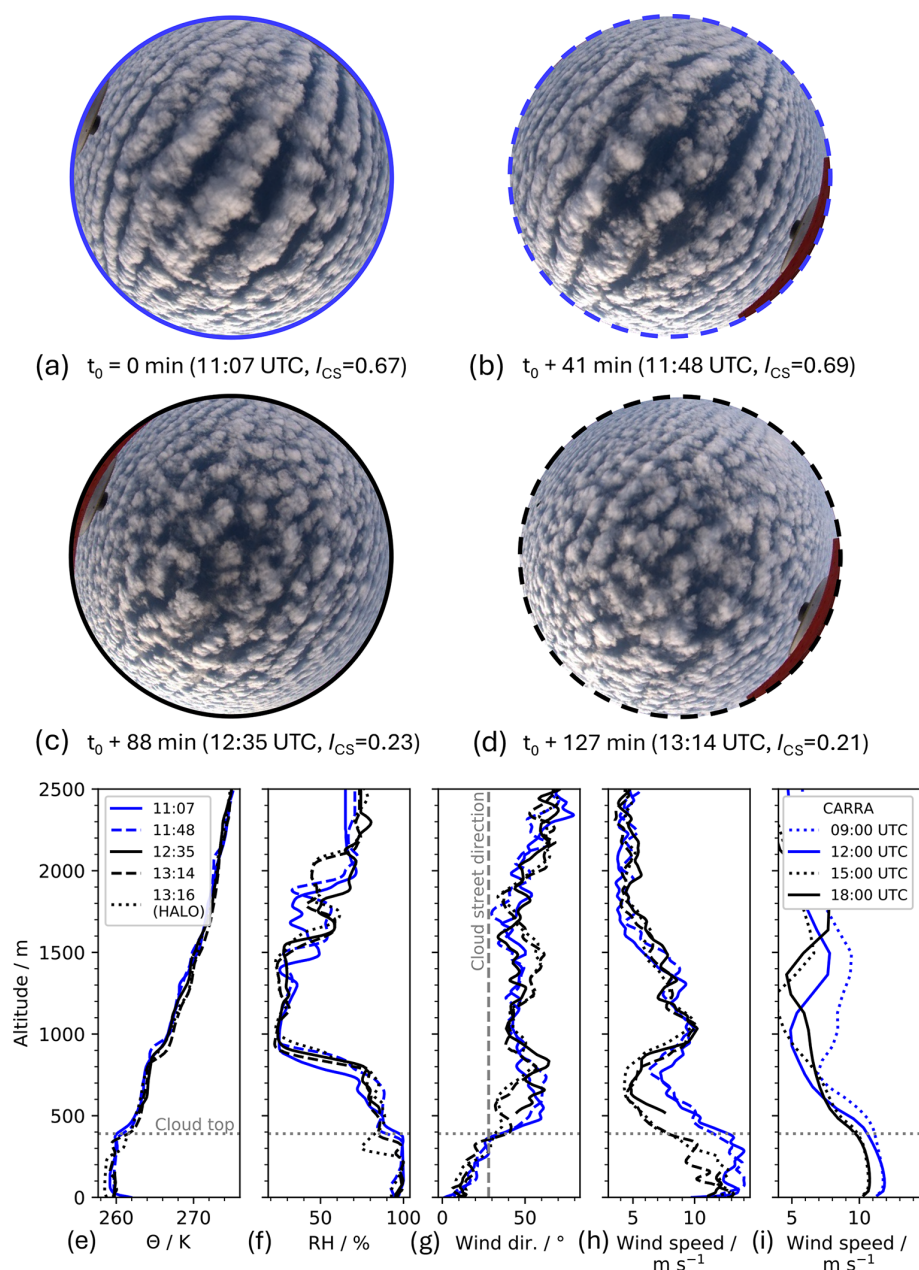 (a) t₀ = 0 min (11:07 UTC, I_CS=0.67)
(b) t₀ + 41 min (11:48 UTC, I_CS=0.69)
(c) t₀ + 88 min (12:35 UTC, I_CS=0.23)
(d) t₀ + 127 min (13:14 UTC, I_CS=0.21)
2500
2000
1500
1000
500
0
Altitude / m
11:07
11:48
12:35
13:14
13:16
(HALO)
Cloud top
260 270
(e) Θ / K
50 100
(f) RH / %
Cloud street direction
0 50
(g) Wind dir. / °
5 10
(h) Wind speed /
m s⁻¹
CARRA
09:00 UTC
12:00 UTC
15:00 UTC
18:00 UTC
5 10
(i) Wind speed /
m s⁻¹